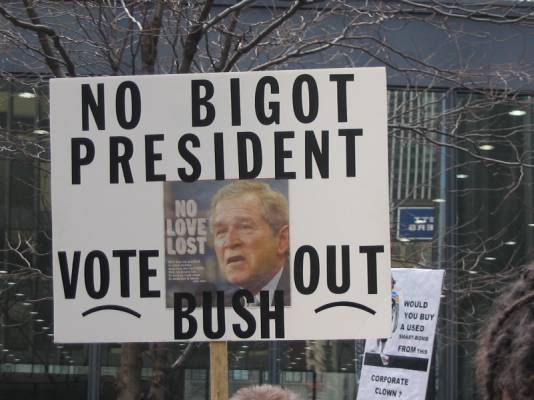 NO BIGOT
PRESIDENT
NO
LOVE
LOST
VOTE OUT
BUSH
WOULD
YOU BUY
A USED
SMART-BOMB
FROM THIS
CORPORATE
CLOWN?